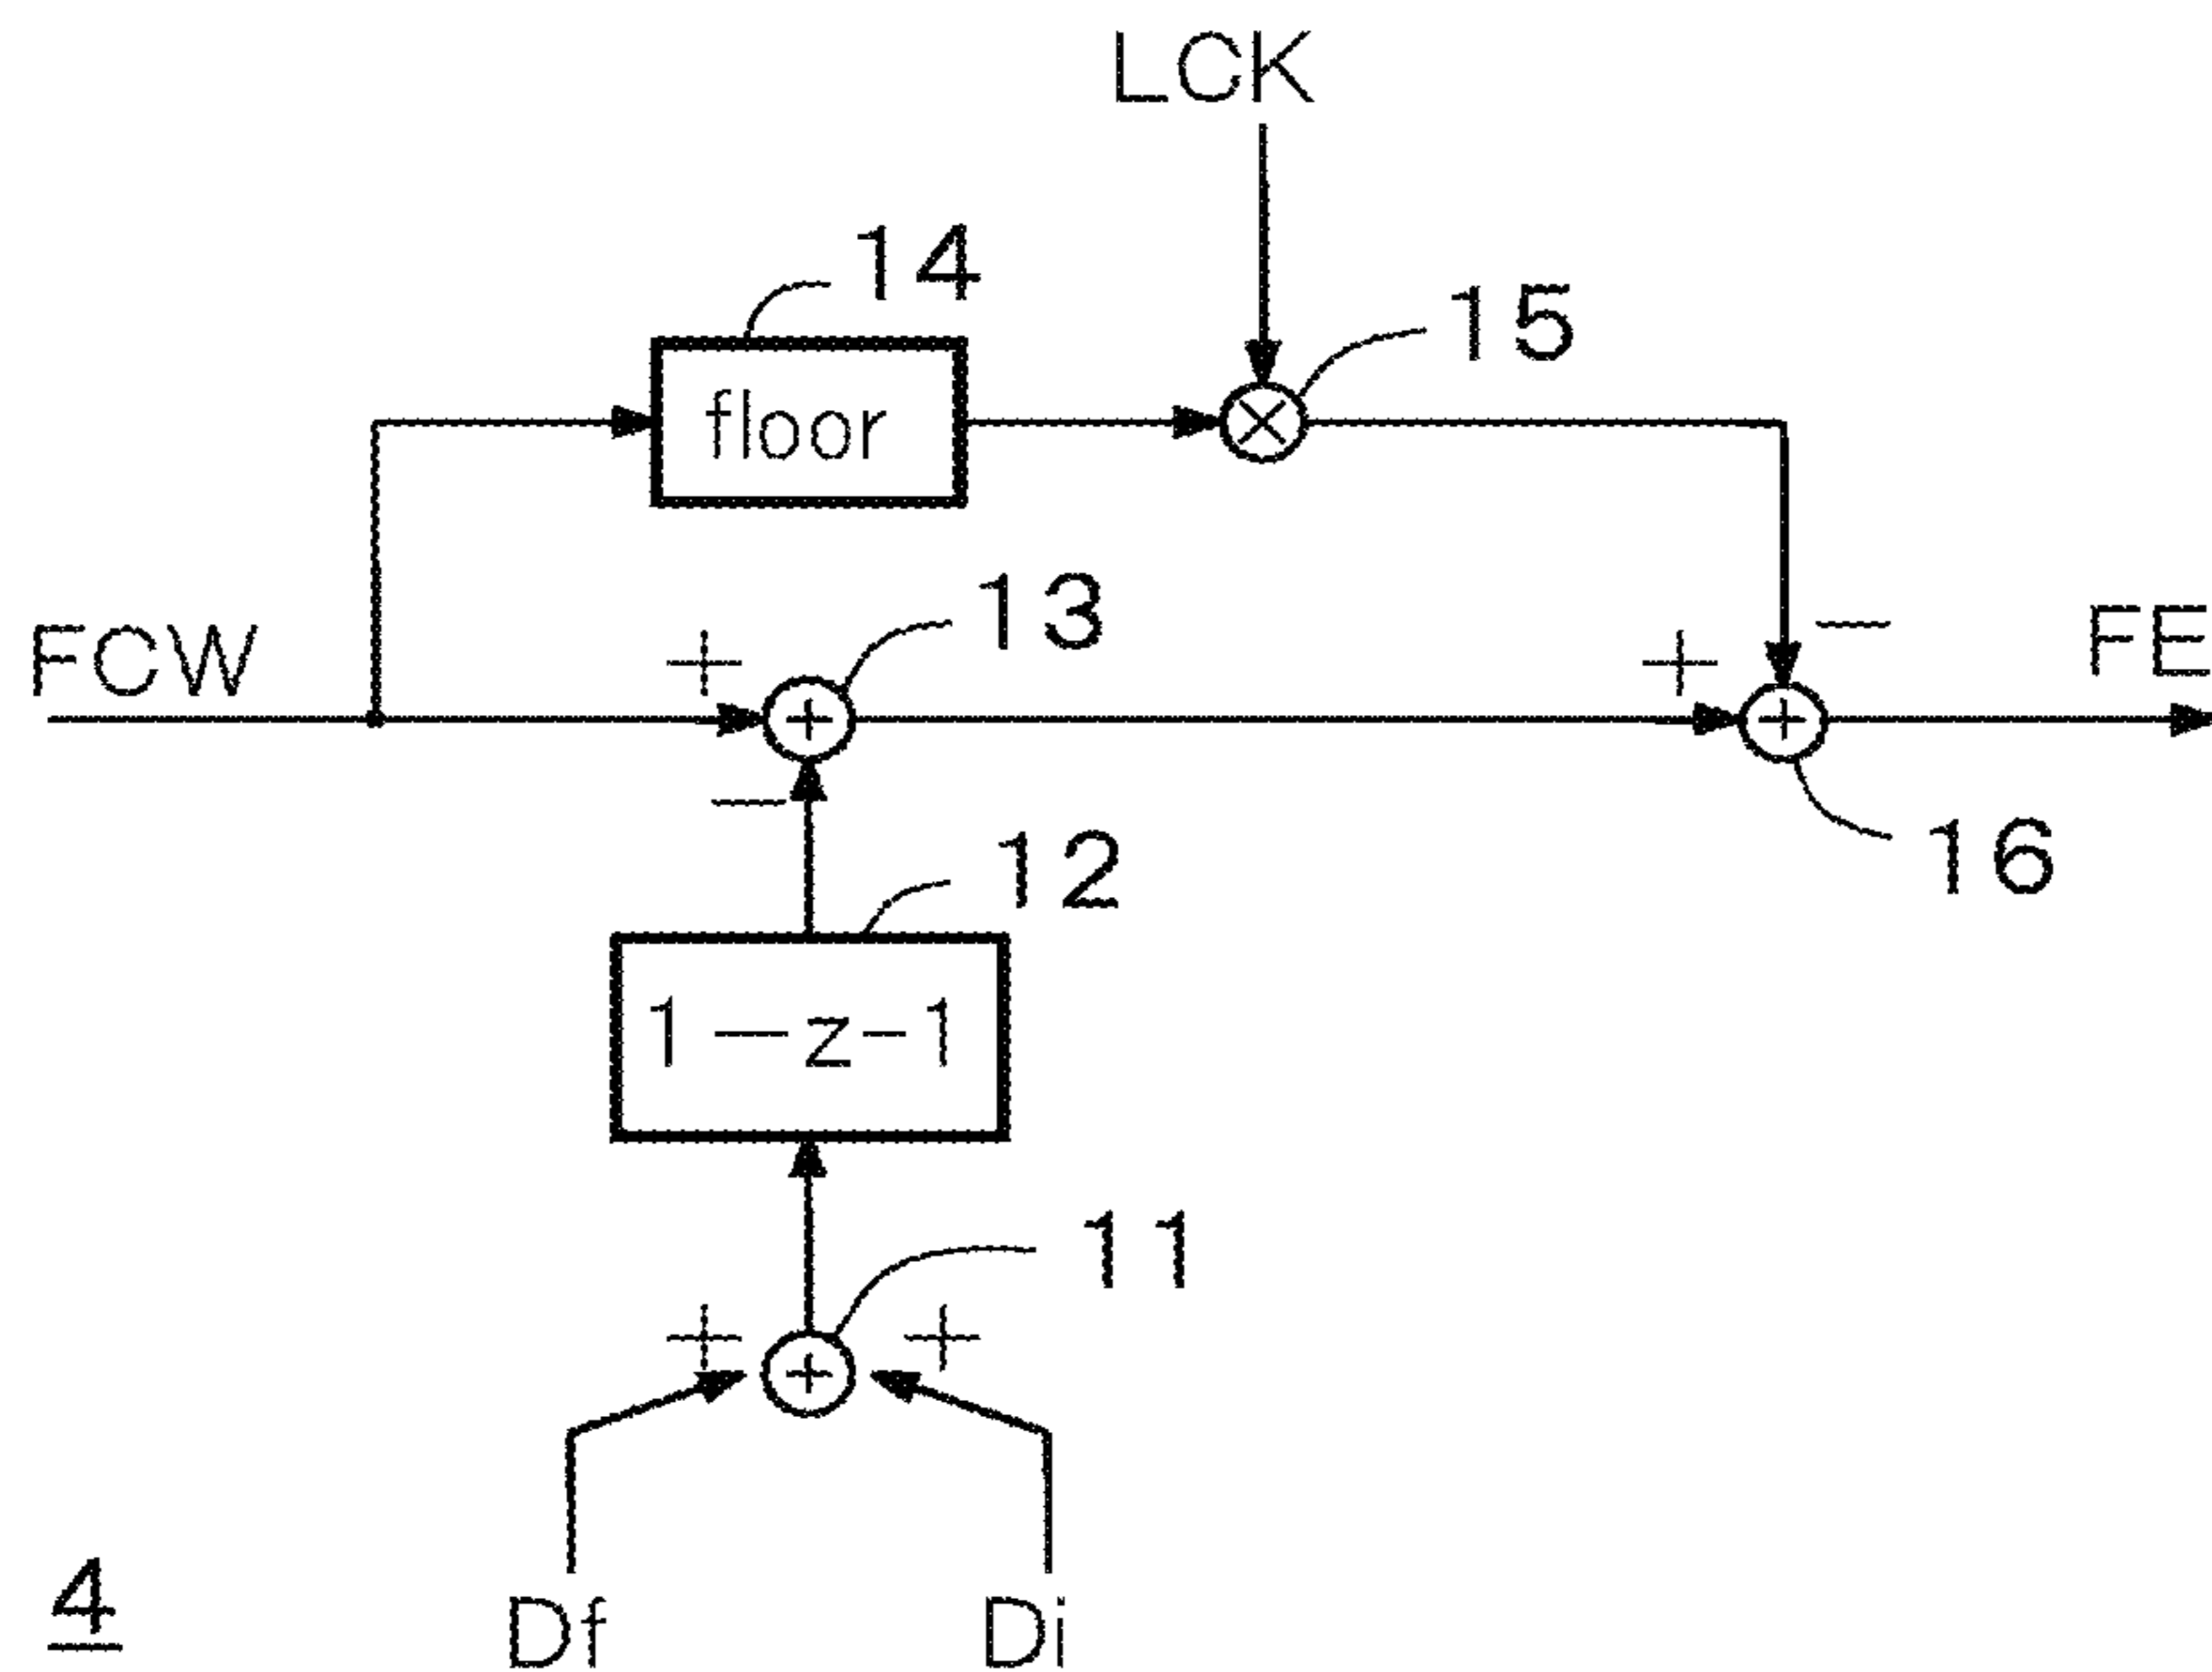 LCK
14
15
floor
13
FCW
+
+
−
FE
+
+
×
−
12
16
1−z-1
11
+
+
+
4
Df
Di